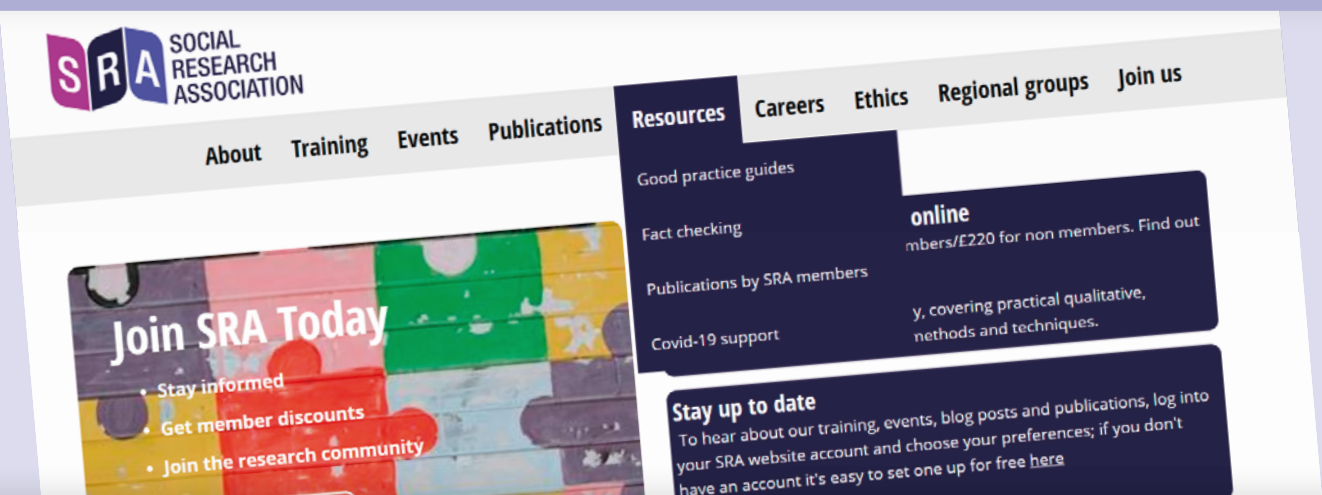 SRA
SOCIAL
RESEARCH
ASSOCIATION
About Training Events Publications Resources Careers Ethics Regional groups Join us
Good practice guides
Fact checking
Publications by SRA members
Covid-19 support
Join SRA Today
• Stay informed
• Get member discounts
• Join the research community
online
mbers/£220 for non members. Find out
y, covering practical qualitative,
nethods and techniques.
Stay up to date
To hear about our training, events, blog posts and publications, log into
your SRA website account and choose your preferences; if you don't
have an account it's easy to set one up for free here